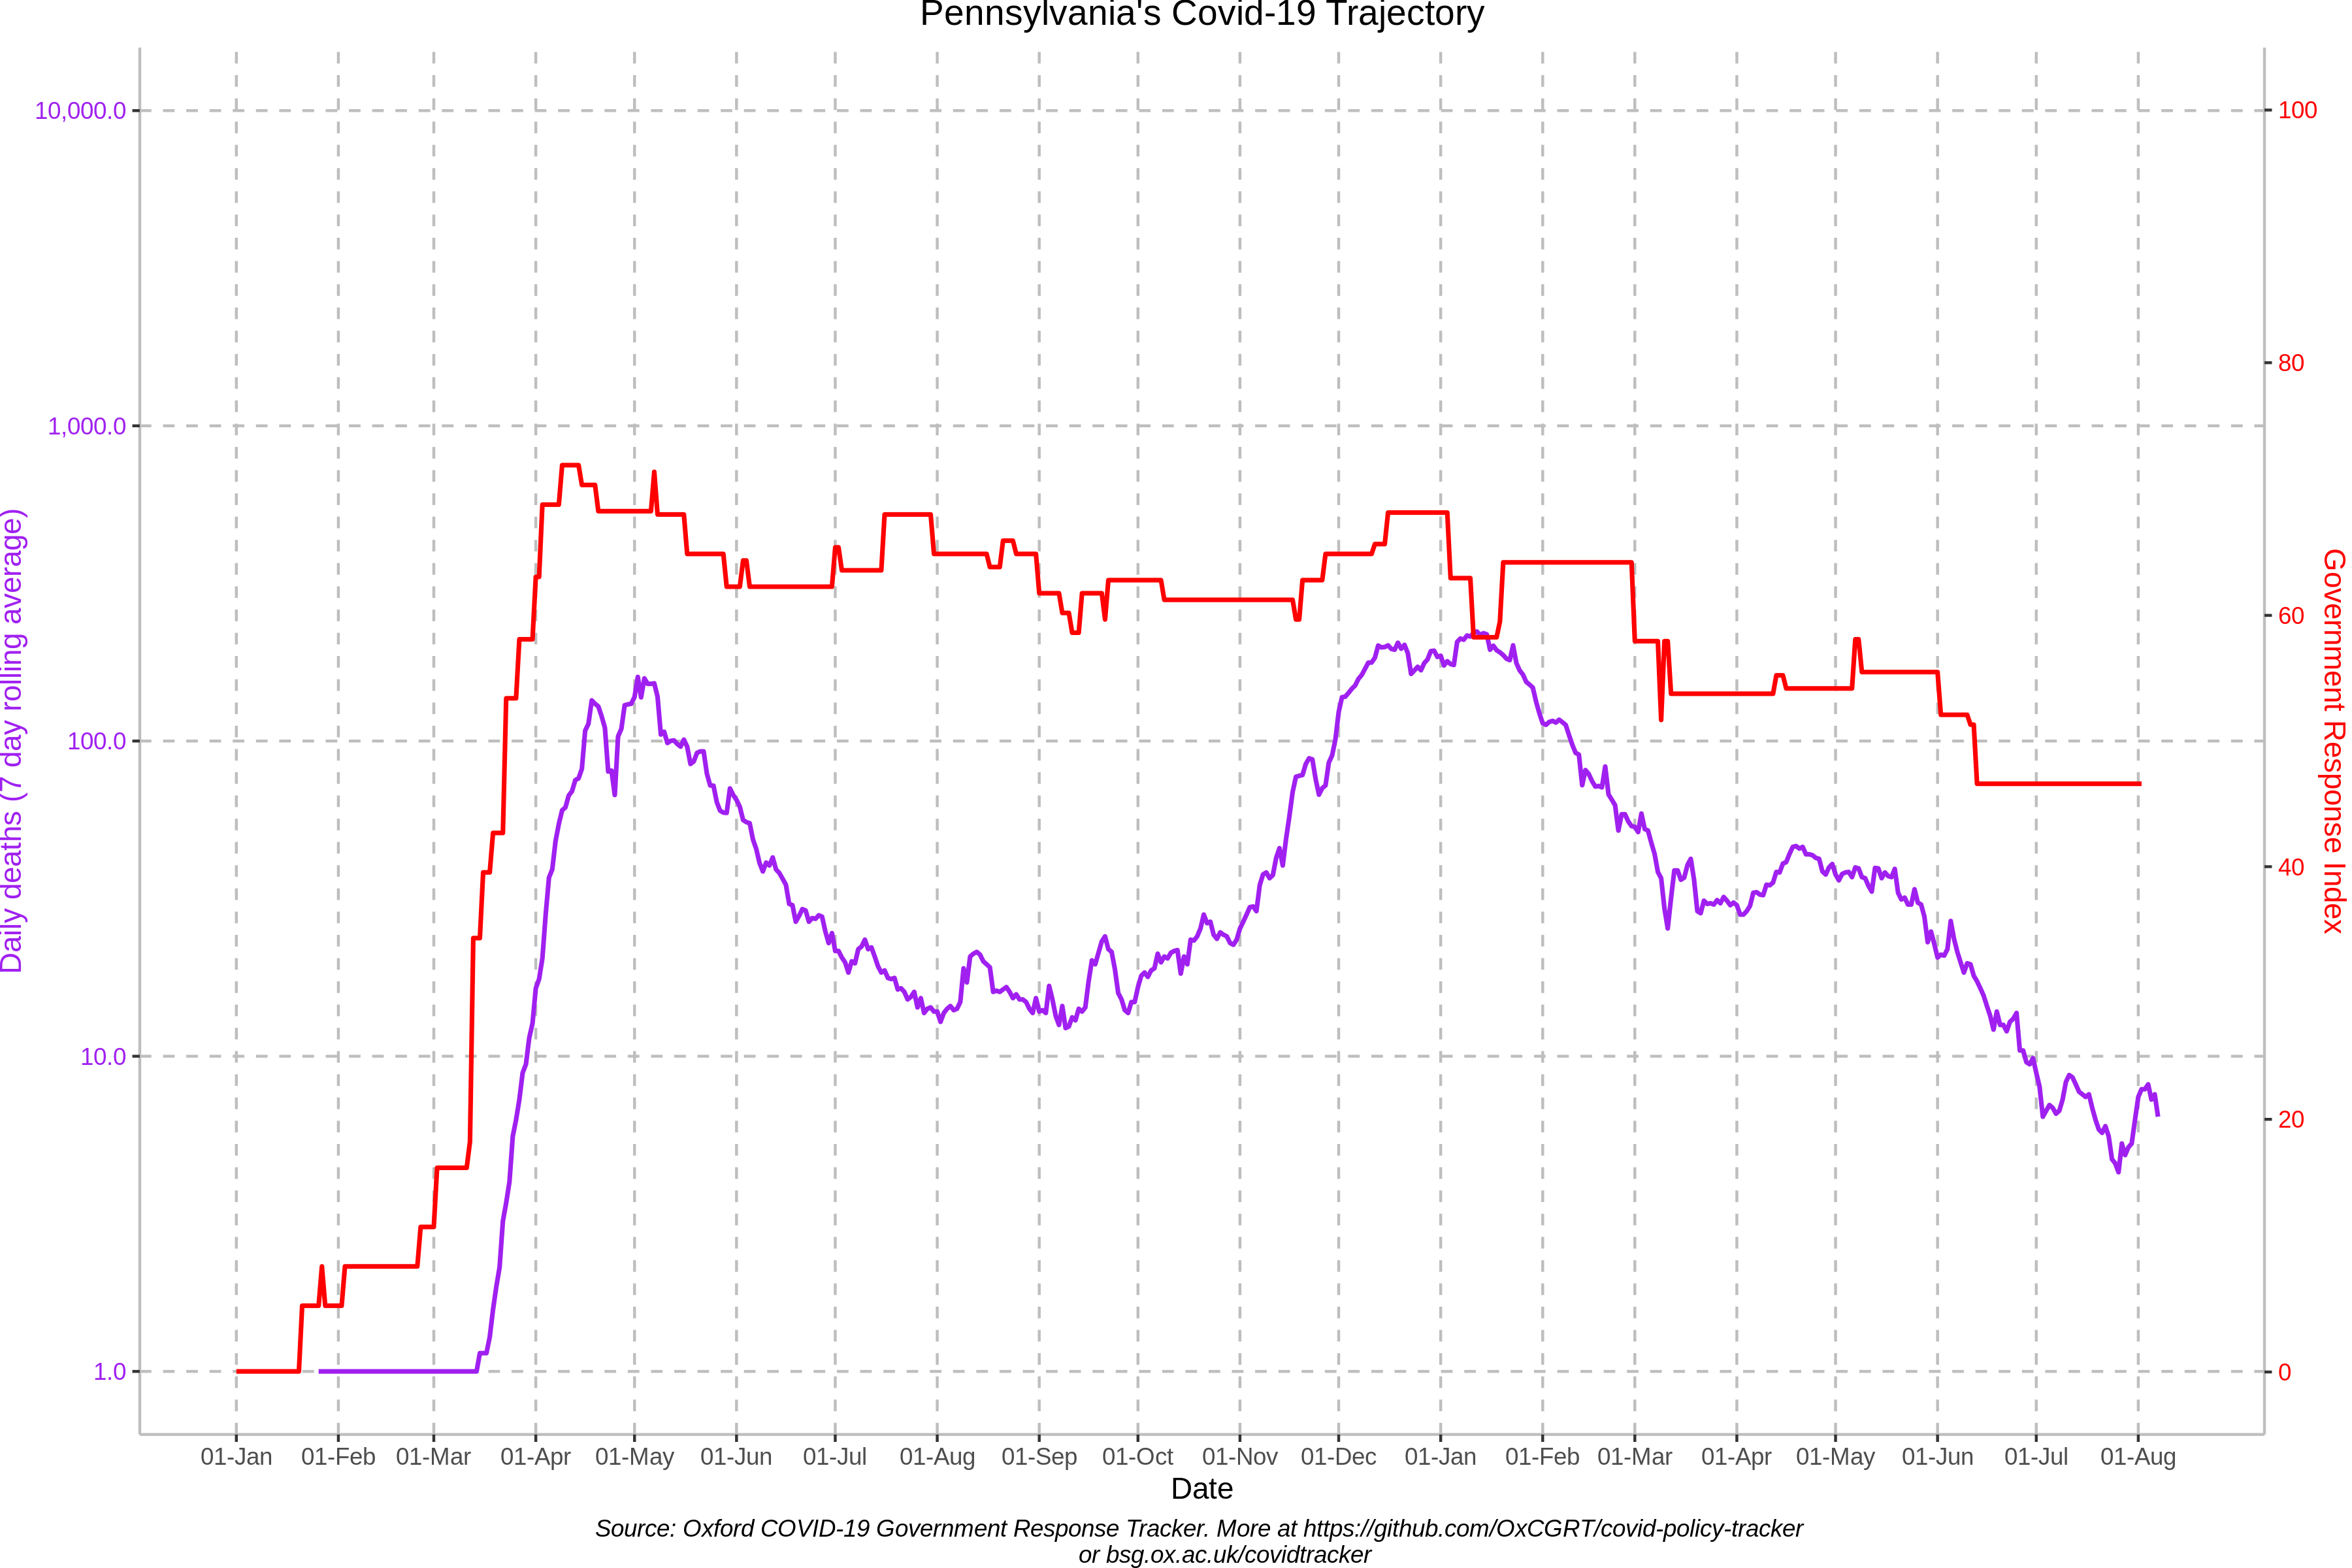 Pennsylvania's Covid-19 Trajectory
10,000.0
1,000.0
100.0
10.0
1.0
Daily deaths (7 day rolling average)
100
80
60
40
20
0
Government Response Index
01-Jan 01-Feb 01-Mar 01-Apr 01-May 01-Jun 01-Jul 01-Aug 01-Sep 01-Oct 01-Nov 01-Dec 01-Jan 01-Feb 01-Mar 01-Apr 01-May 01-Jun 01-Jul 01-Aug
Date
Source: Oxford COVID-19 Government Response Tracker. More at https://github.com/OxCGRT/covid-policy-tracker
or bsg.ox.ac.uk/covidtracker